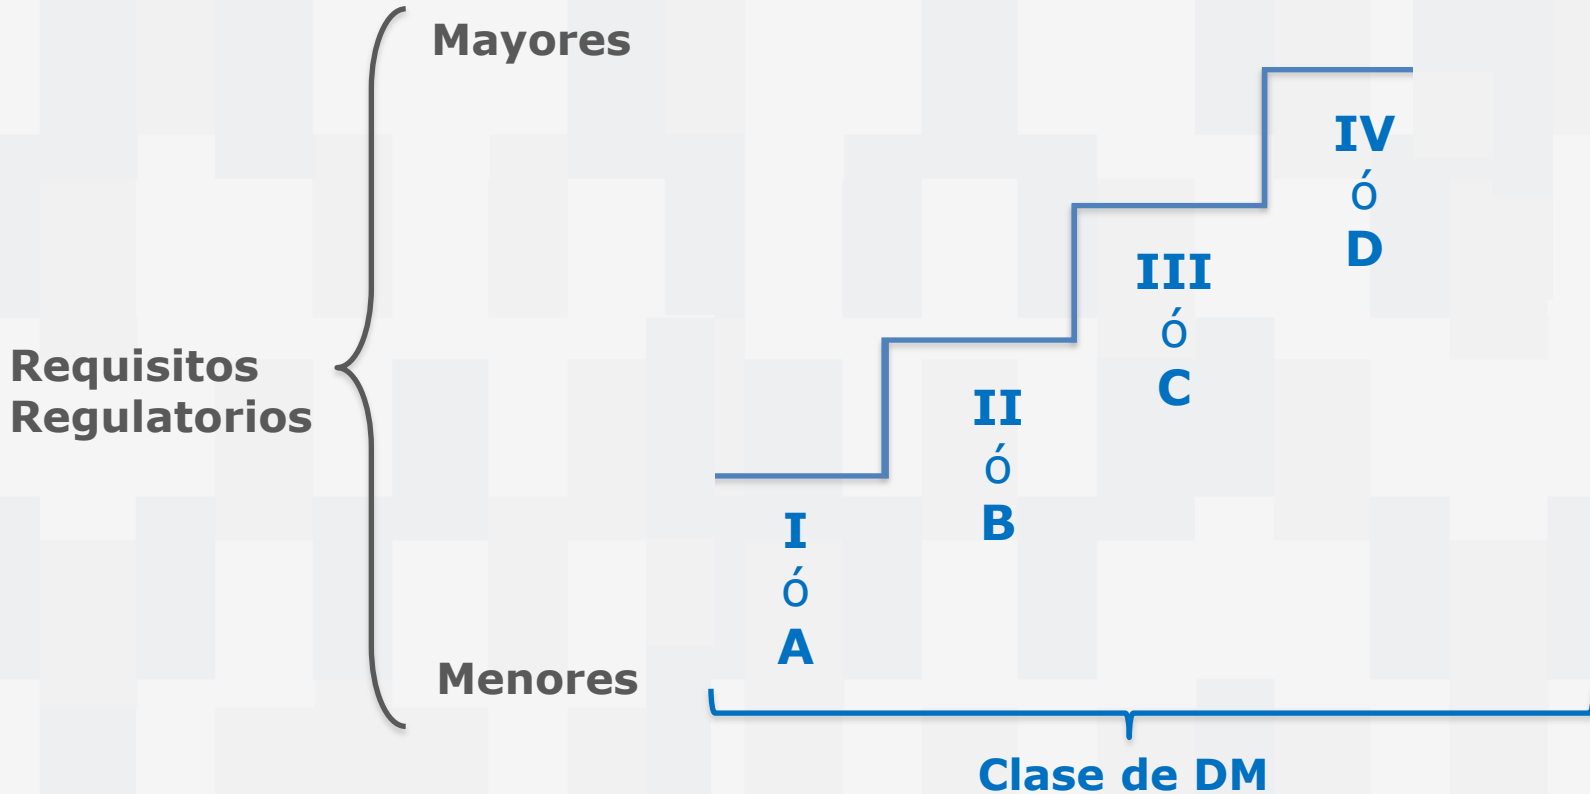 Mayores
Requisitos
Regulatorios
Menores
I
ó
A
II
ó
B
III
ó
C
IV
ó
D
Clase de DM